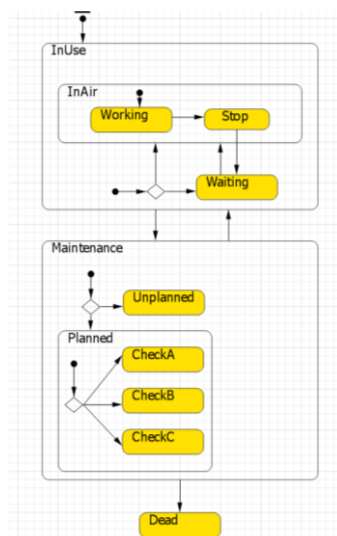 InUse
InAir
Working
Stop
Waiting
Maintenance
Unplanned
Planned
CheckA
CheckB
CheckC
Dead